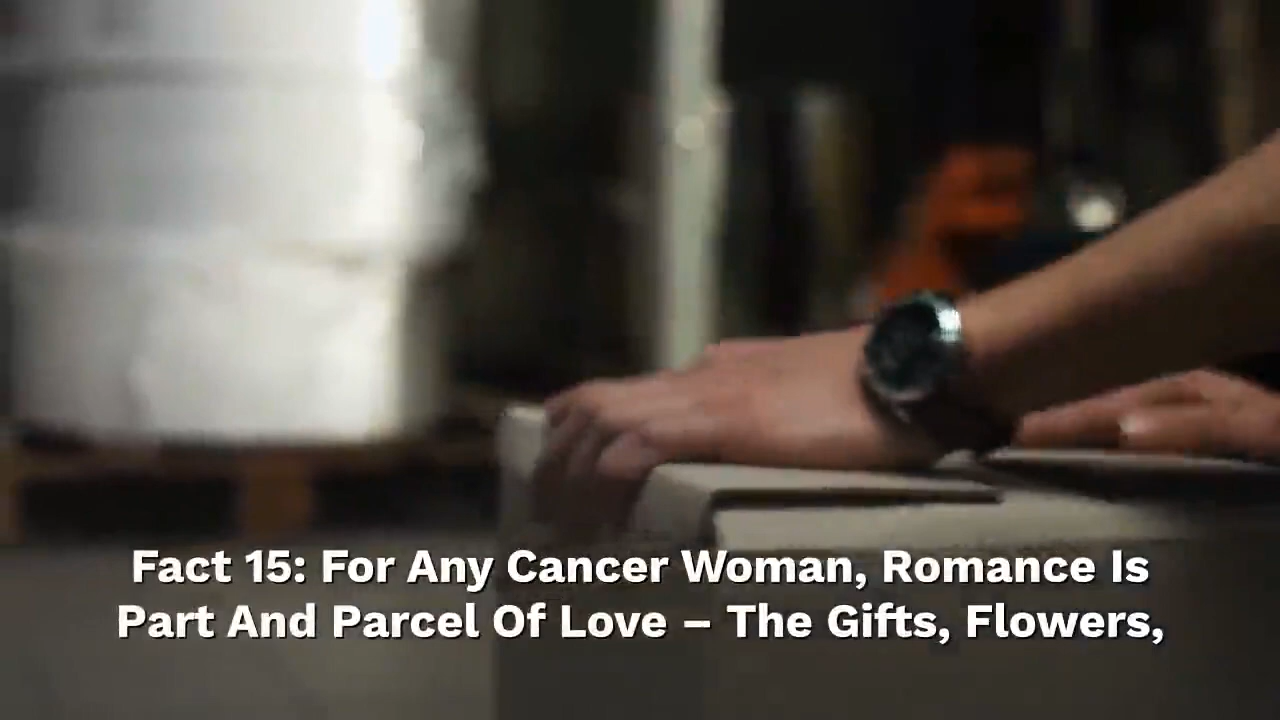 Fact 15: For Any Cancer Woman, Romance Is
Part And Parcel Of Love – The Gifts, Flowers,